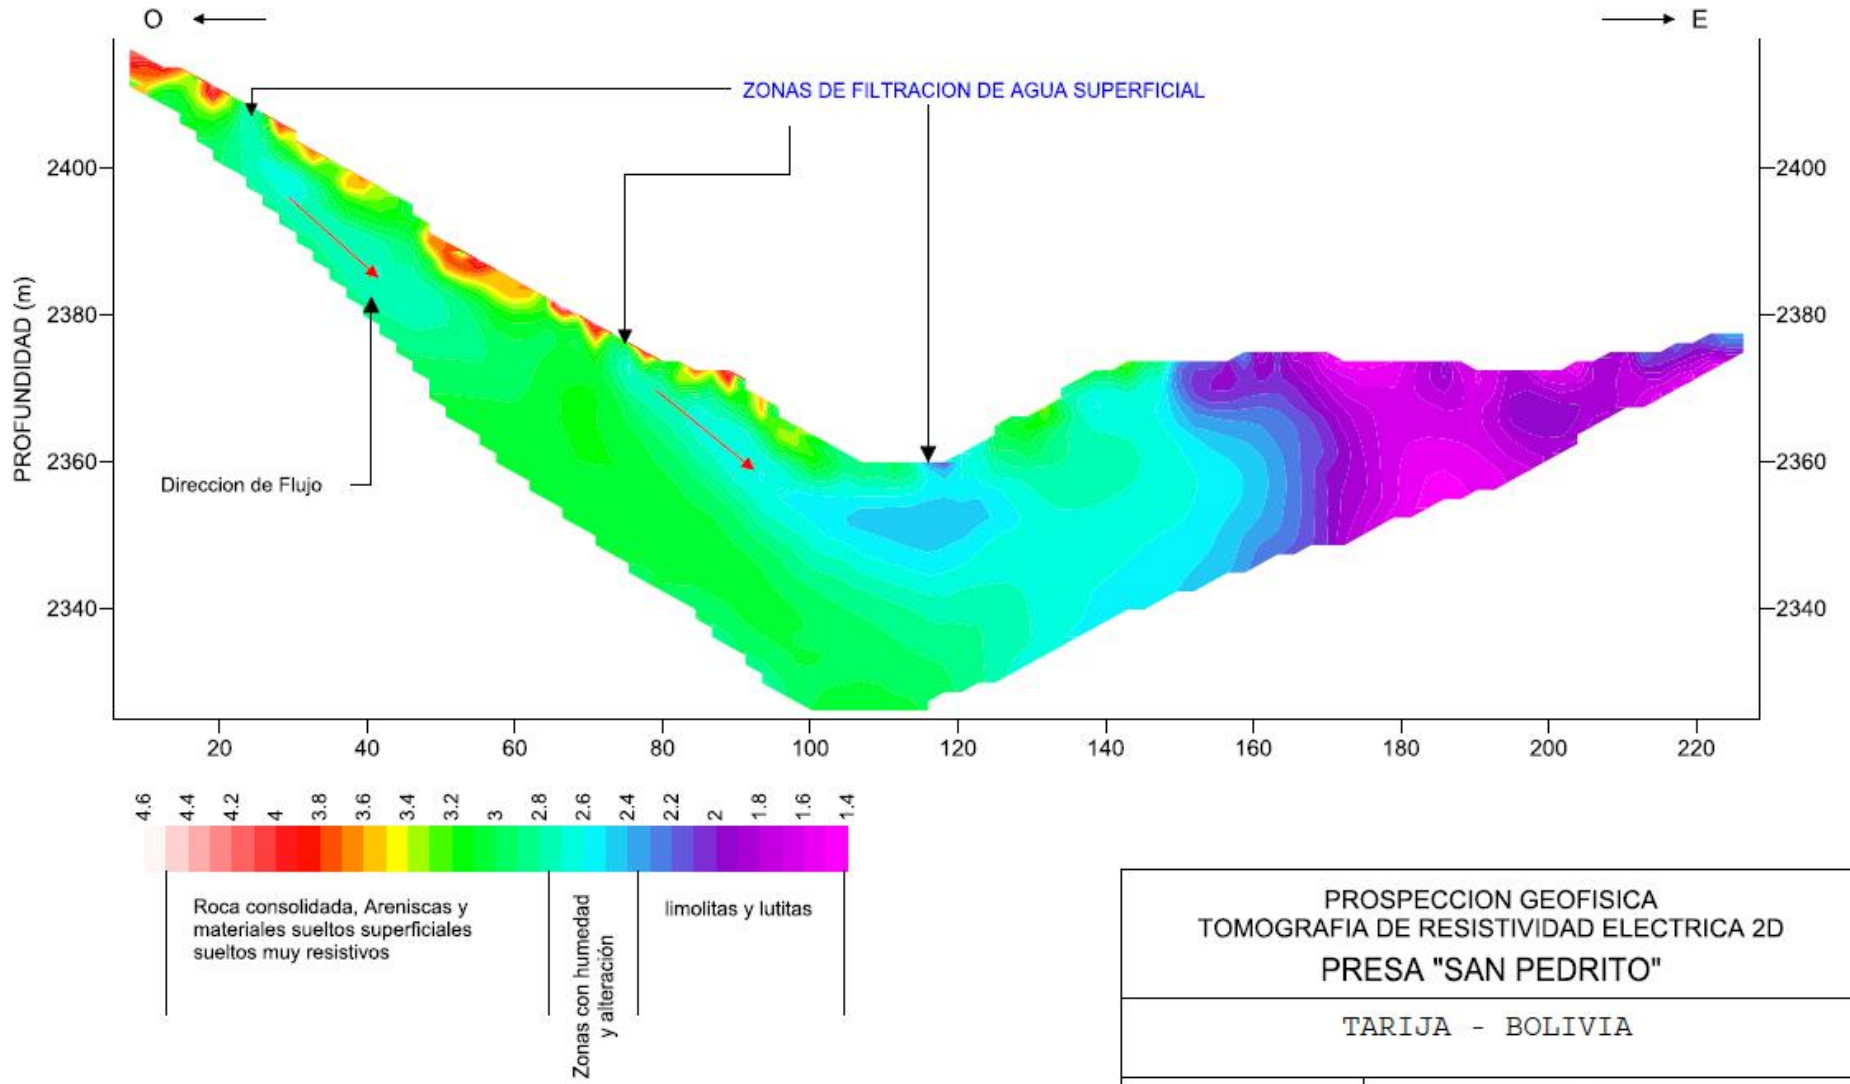 O
E
ZONAS DE FILTRACION DE AGUA SUPERFICIAL
PROFUNDIDAD (m)
2400
2380
2360
2340
2400
2380
2360
2340
Direccion de Flujo
20 40 60 80 100 120 140 160 180 200 220
4.6 4.4 4.2 4 3.8 3.6 3.4 3.2 3 2.8 2.6 2.4 2.2 2 1.8 1.6 1.4
Roca consolidada, Areniscas y
materiales sueltos superficiales
sueltos muy resistivos
Zonas con humedad
y alteración
limolitas y lutitas
PROSPECCION GEOFISICA
TOMOGRAFIA DE RESISTIVIDAD ELECTRICA 2D
PRESA "SAN PEDRITO"
TARIJA - BOLIVIA